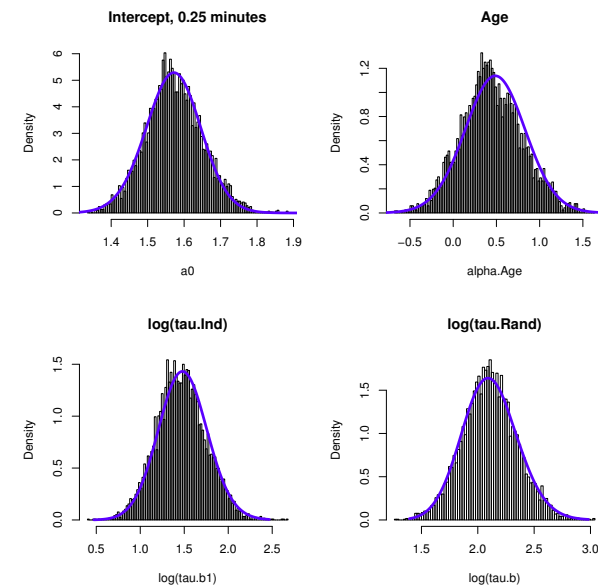 Intercept, 0.25 minutes
Density
0 1 2 3 4 5 6
1.4 1.5 1.6 1.7 1.8 1.9
a0
Age
Density
0.0 0.4 0.8 1.2
−0.5 0.0 0.5 1.0 1.5
alpha.Age
log(tau.Ind)
Density
0.0 0.5 1.0 1.5
0.5 1.0 1.5 2.0 2.5
log(tau.b1)
log(tau.Rand)
Density
0.0 0.5 1.0 1.5
1.5 2.0 2.5 3.0
log(tau.b)